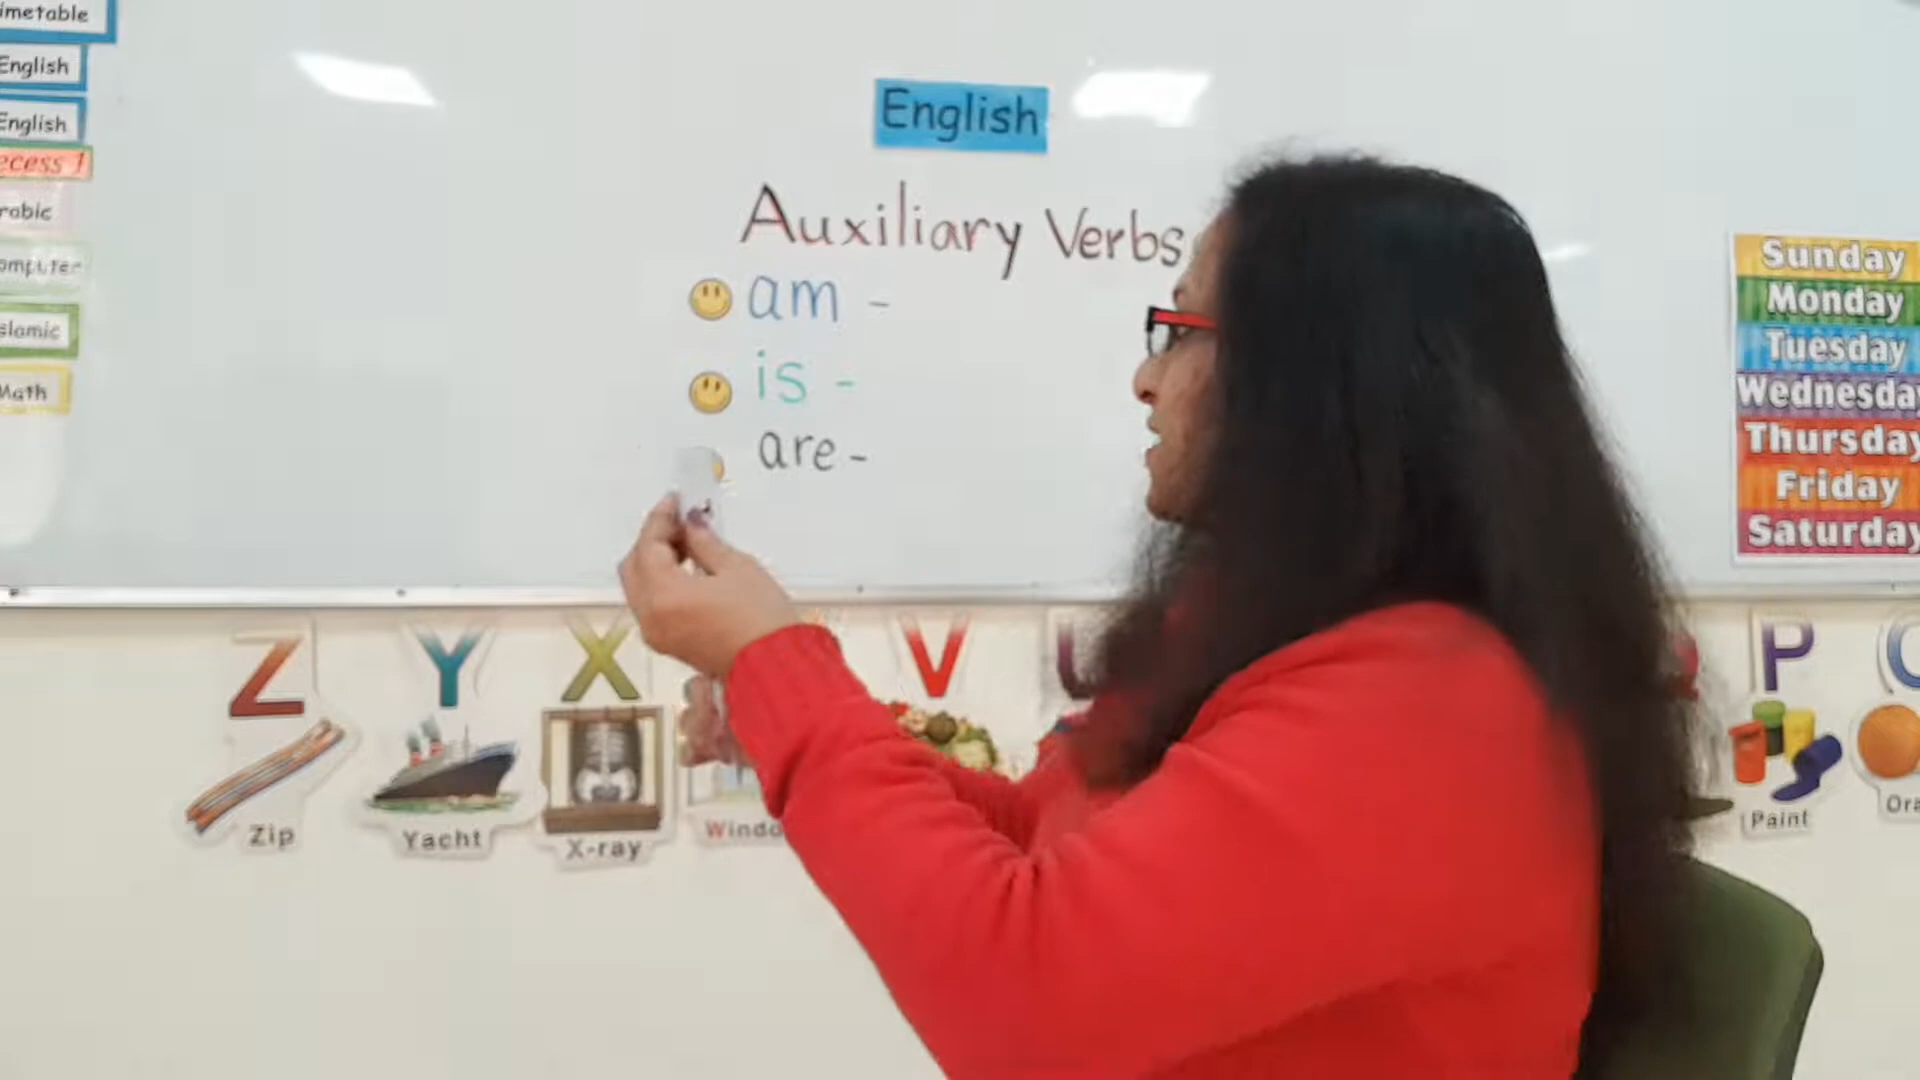 imetable
English
English
ecess 1
rabic
omputer
slamic
Math
English
Auxiliary Verbs
am -
is -
are -
Sunday
Monday
Tuesday
Wednesday
Thursday
Friday
Saturday
Z
Y
X
V
U
P
O
Zip
Yacht
X-ray
Windo
Paint
Ora